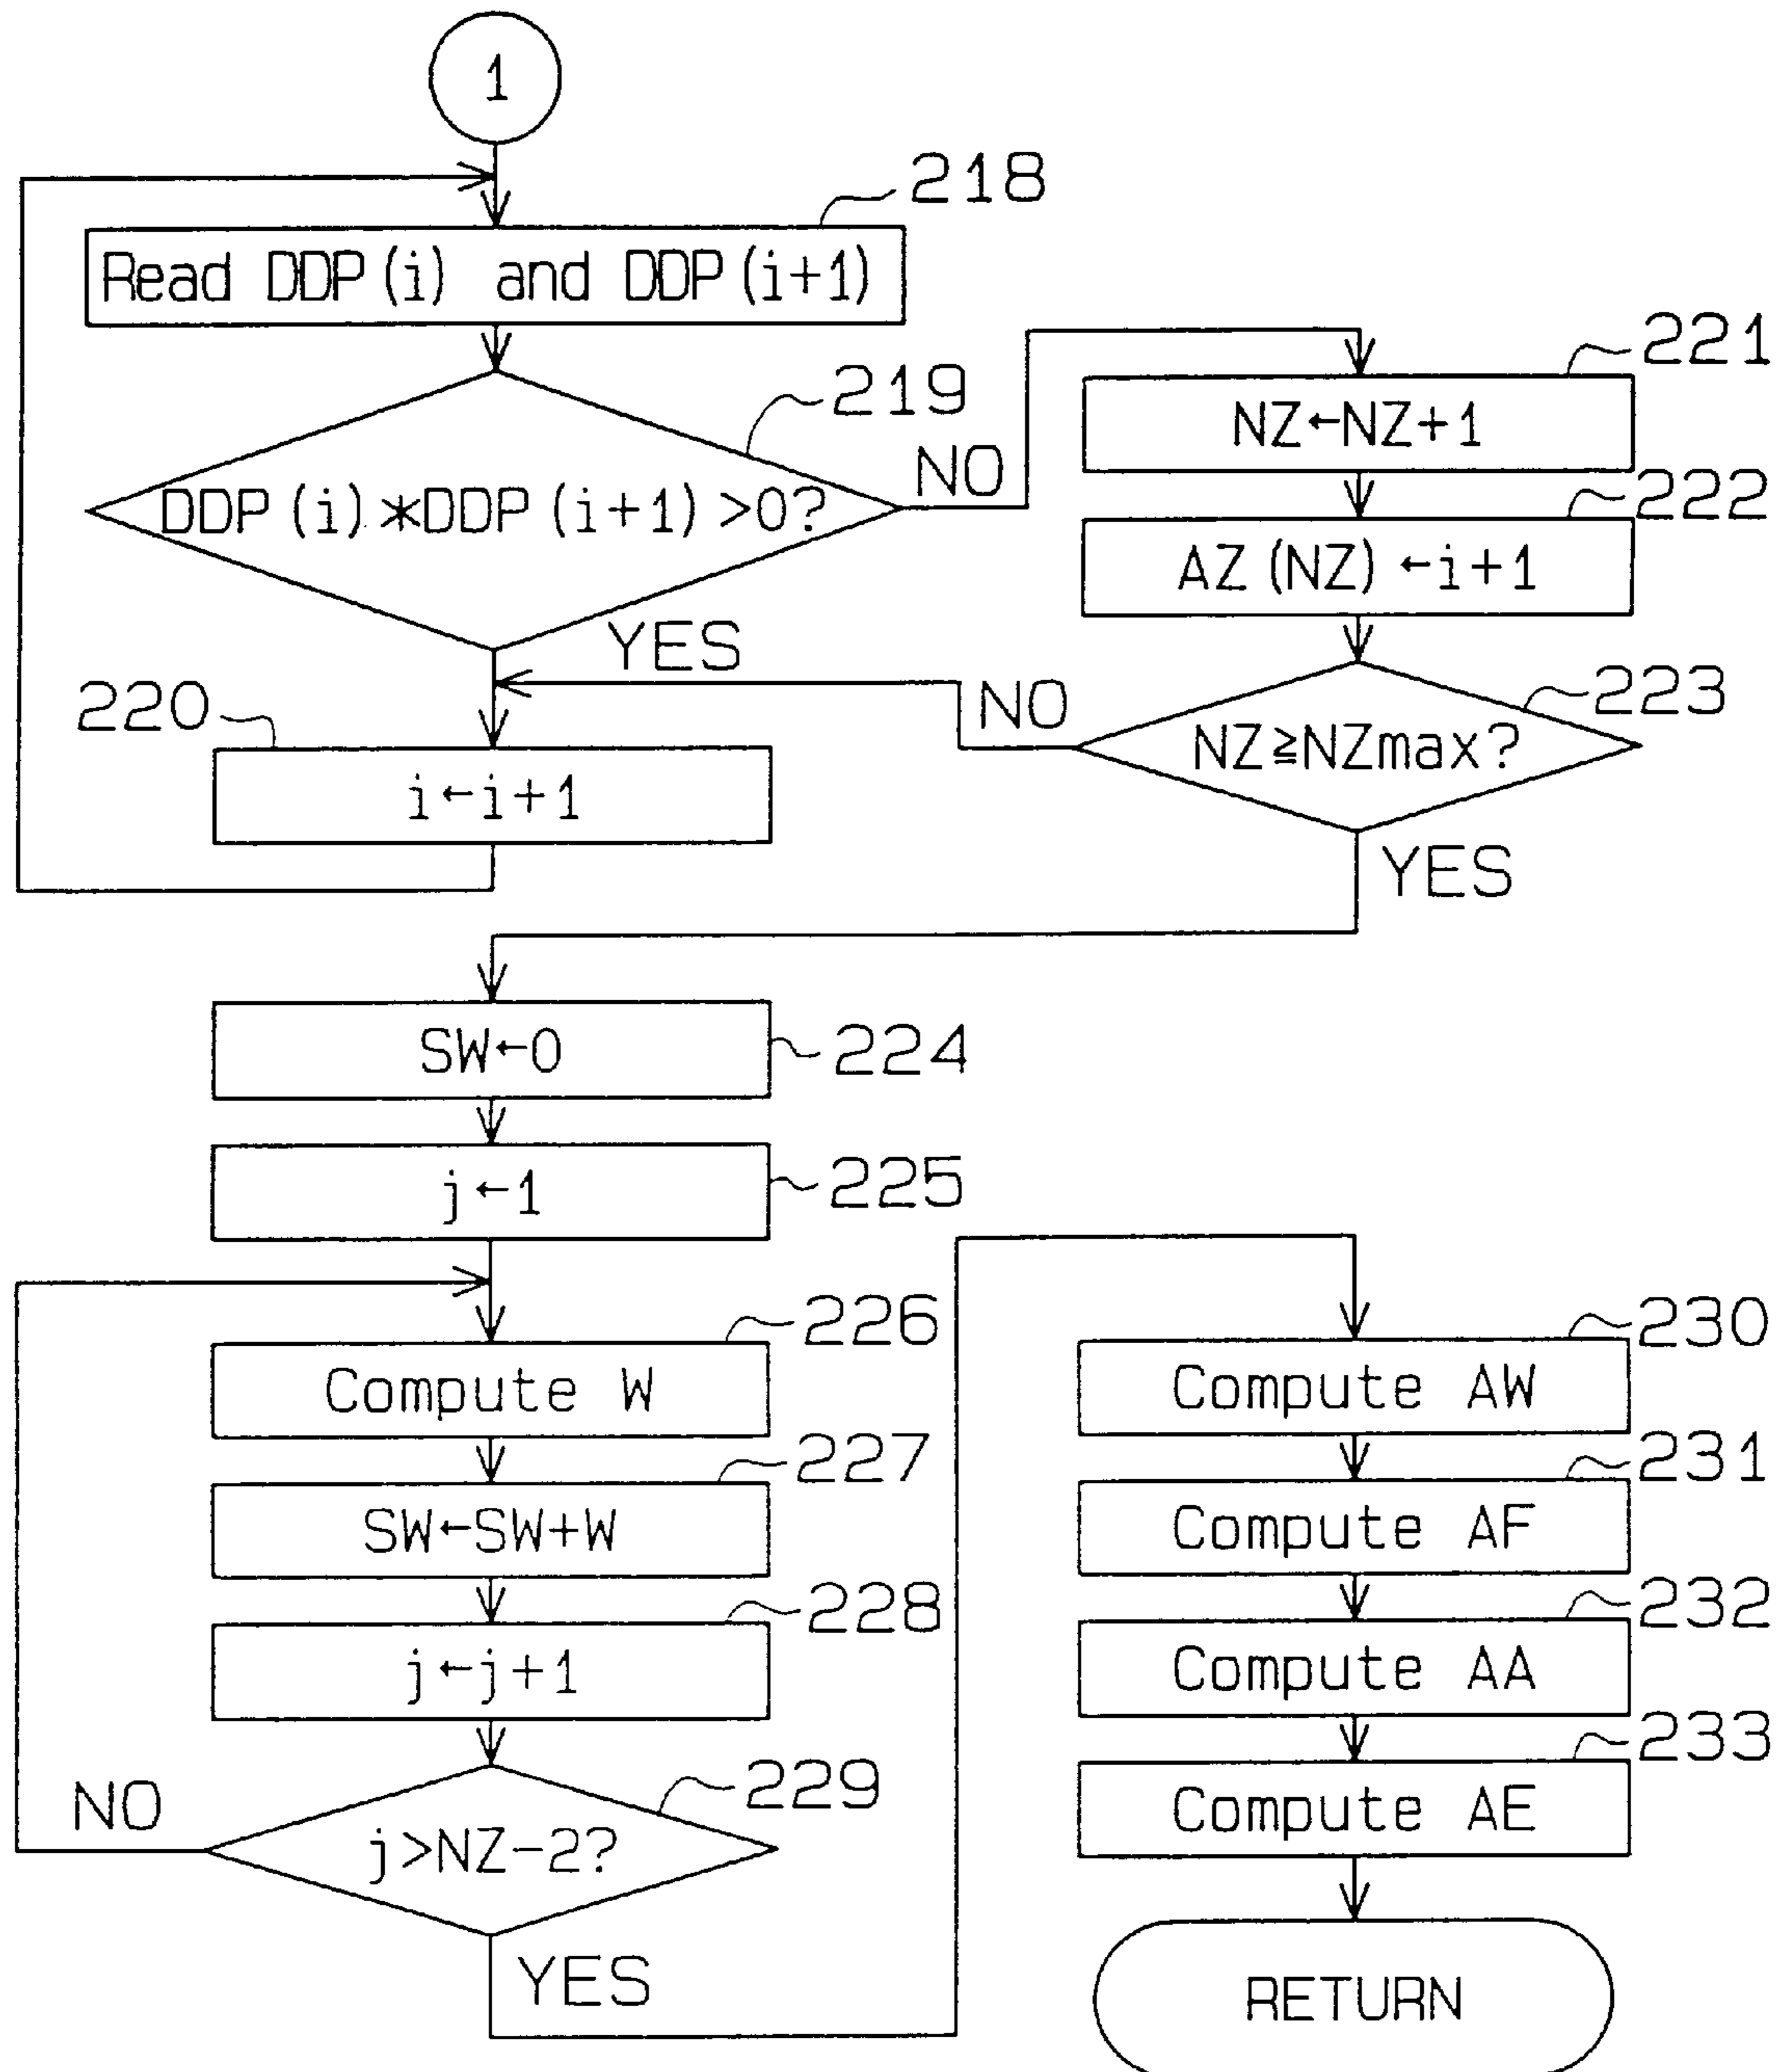 1
218
Read DDP(i) and DDP(i+1)
219
DDP(i)*DDP(i+1)>0?
NO
YES
220
i←i+1
221
NZ←NZ+1
222
AZ(NZ)←i+1
223
NZ≧NZmax?
NO
YES
SW←0
224
j←1
225
226
Compute W
227
SW←SW+W
228
j←j+1
229
j>NZ-2?
NO
YES
230
Compute AW
231
Compute AF
232
Compute AA
233
Compute AE
RETURN